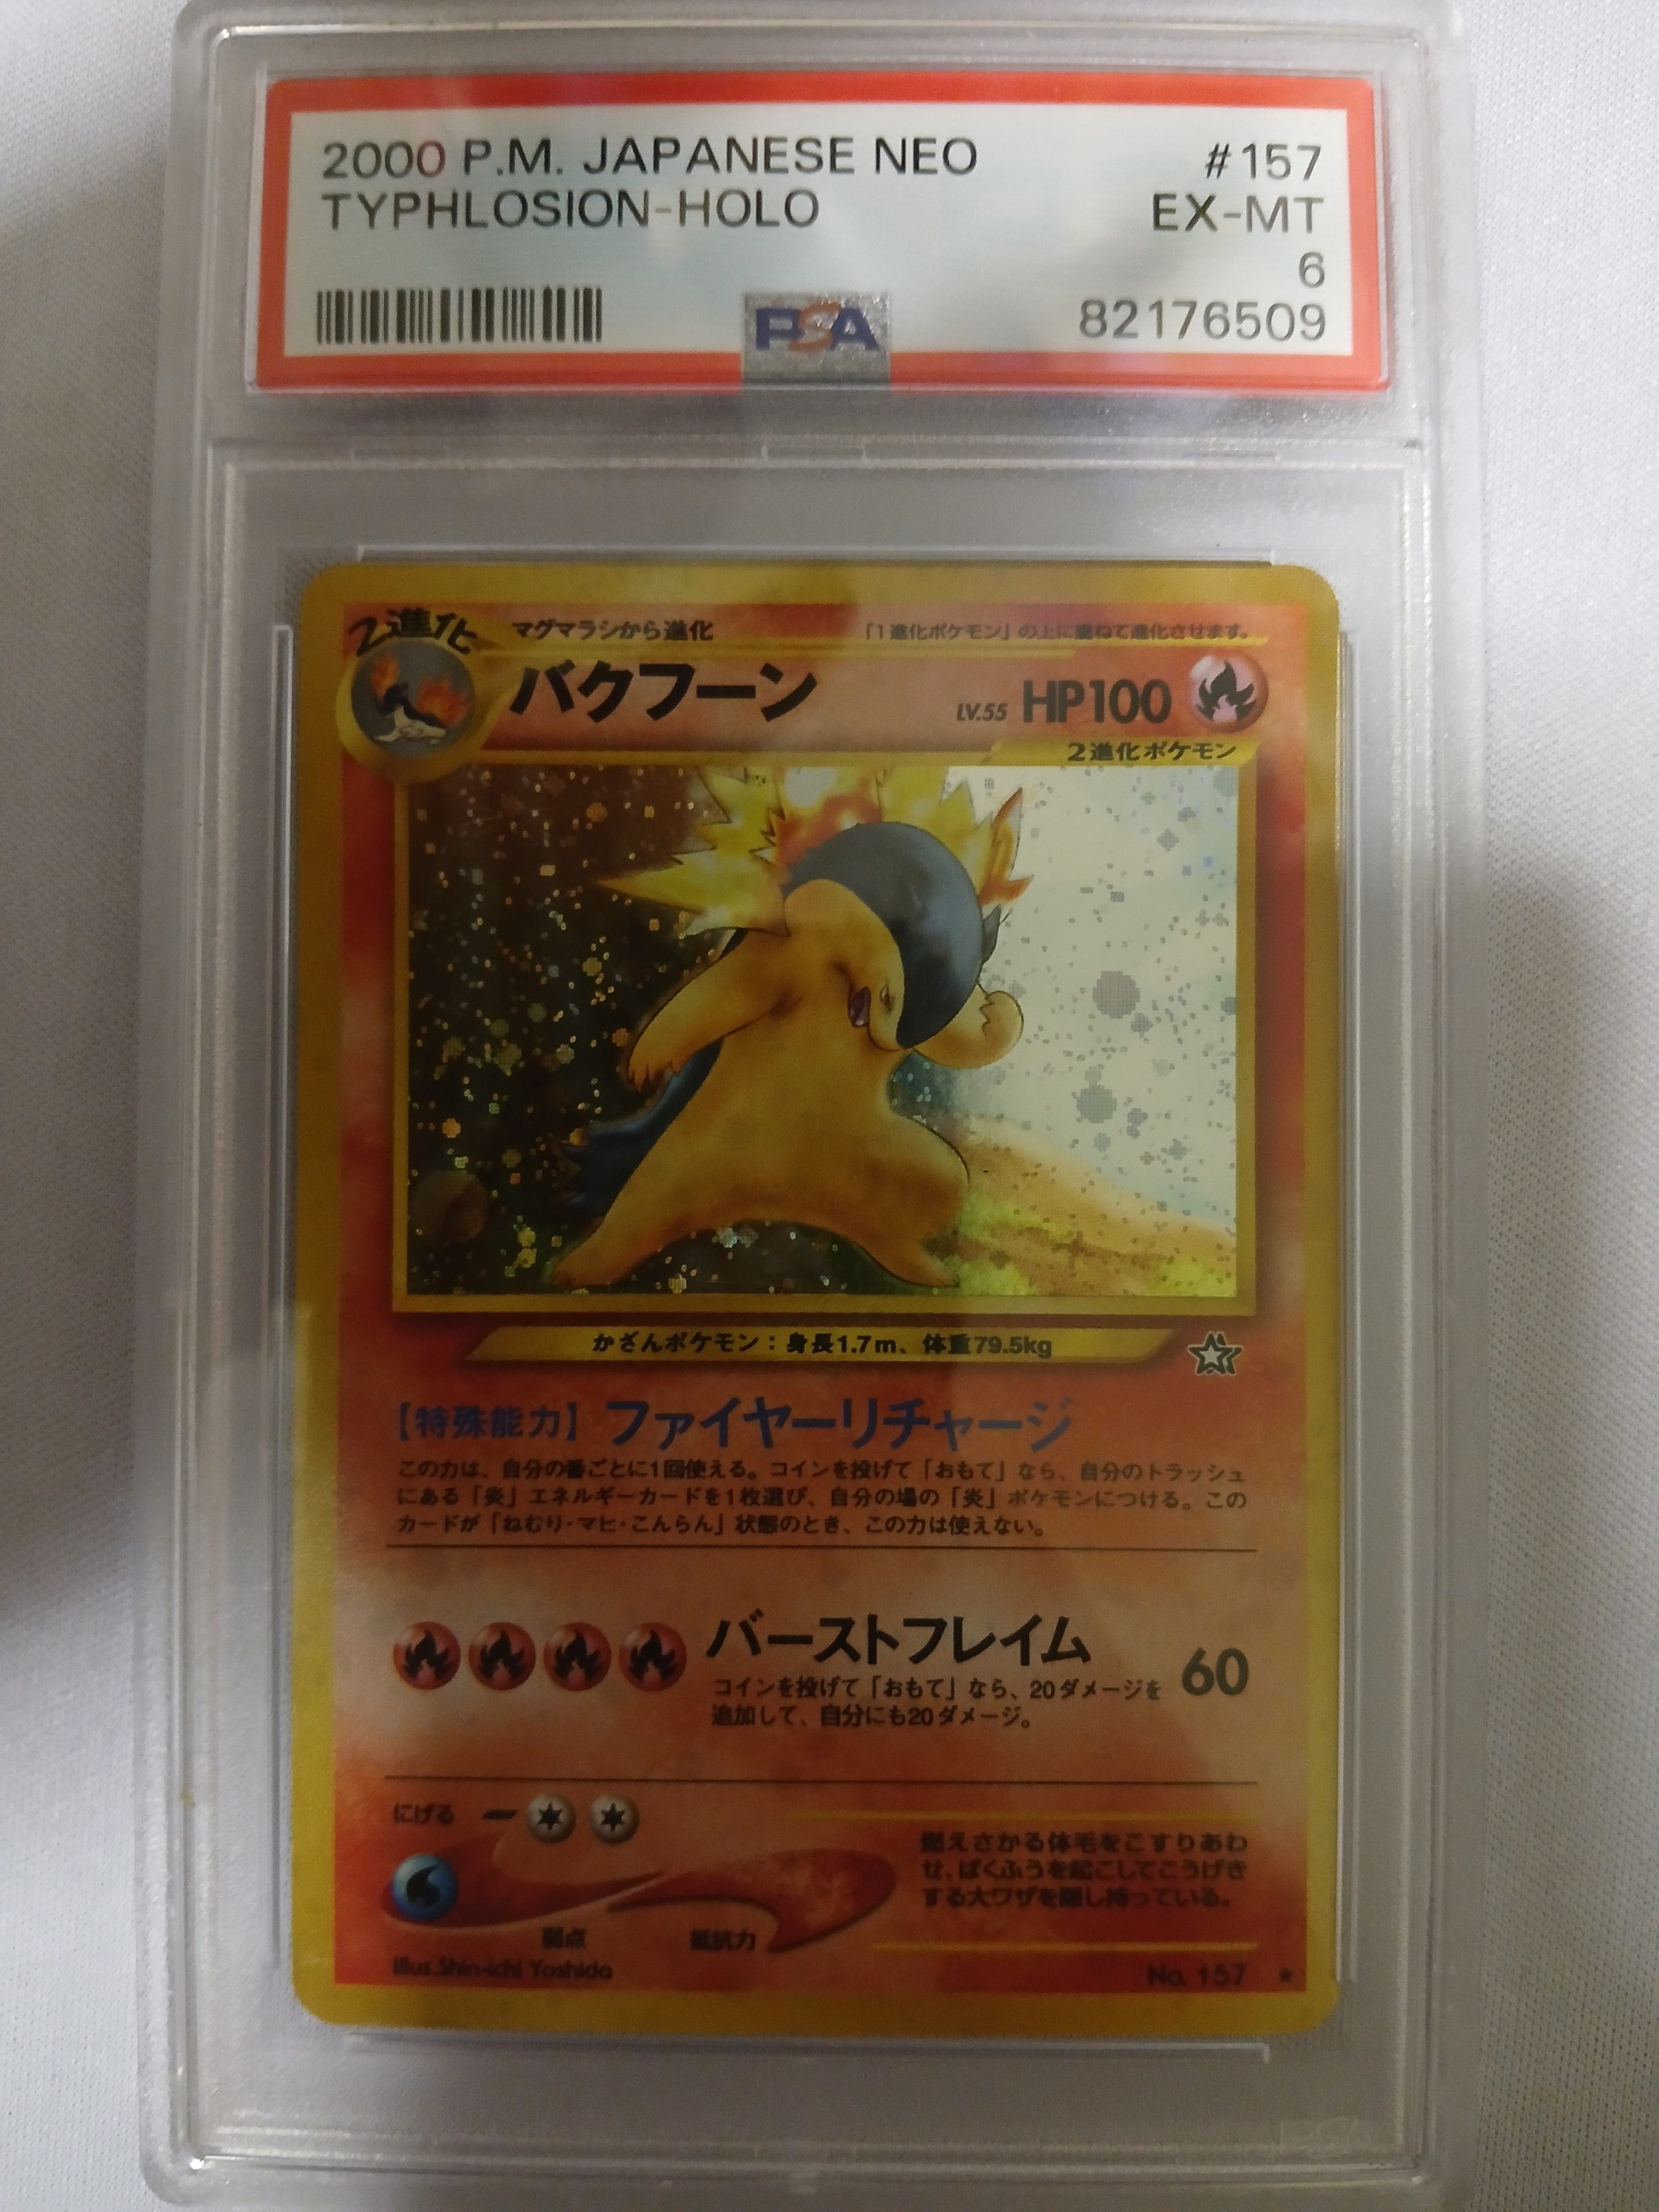 2000 P.M. JAPANESE NEO #157
TYPHLOSION-HOLO EX-MT
6
PSA 82176509
2進化 マグマラシから進化 「1進化ポケモン」の上に重ねて進化させます。
バクフーン LV.55 HP100
2進化ポケモン
かざんポケモン：身長1.7m、体重79.5kg
【特殊能力】 ファイヤーリチャージ
この力は、自分の番ごとに1回使える。コインを投げて「おもて」なら、自分のトラッシュ
にある「炎」エネルギーカードを1枚選び、自分の場の「炎」ポケモンにつける。この
カードが「ねむり・マヒ・こんらん」状態のとき、この力は使えない。
バーストフレイム 60
コインを投げて「おもて」なら、20ダメージを
追加して、自分にも20ダメージ。
にげる
燃えさかる体毛をこすりあわ
せ、ばくふうを起こしてこうげき
する大ワザを隠し持っている。
弱点 抵抗力
Illus. Shin-ichi Yoshida No. 157 ★